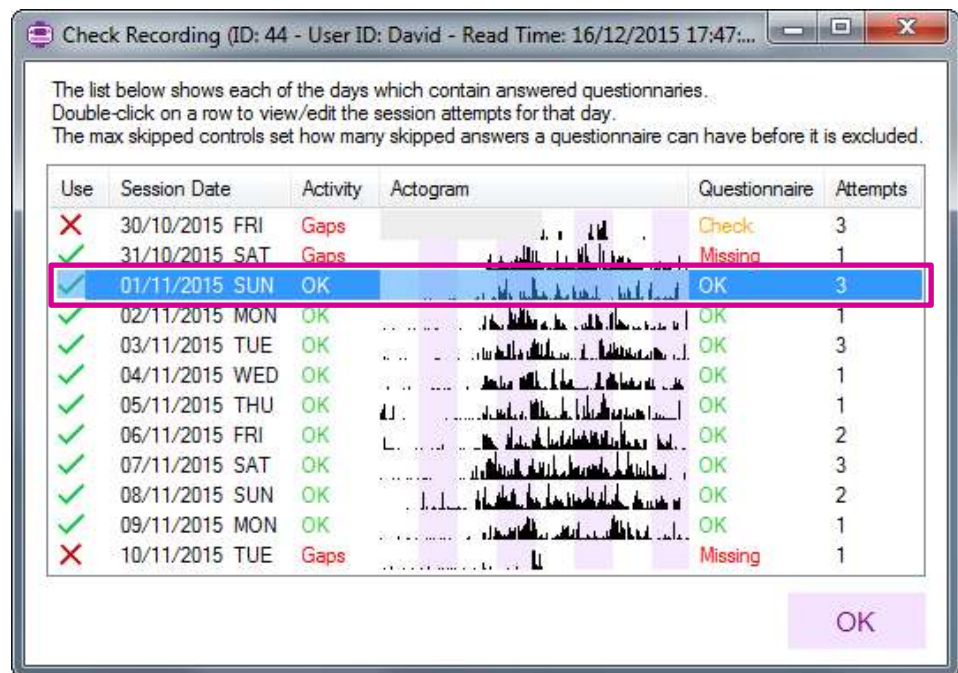 Check Recording (ID: 44 - User ID: David - Read Time: 16/12/2015 17:47:...
The list below shows each of the days which contain answered questionnaries.
Double-click on a row to view/edit the session attempts for that day.
The max skipped controls set how many skipped answers a questionnaire can have before it is excluded.
Use Session Date Activity Actogram Questionnaire Attempts
30/10/2015 FRI Gaps Check 3
31/10/2015 SAT Gaps Missing 1
01/11/2015 SUN OK OK 3
02/11/2015 MON OK OK 1
03/11/2015 TUE OK OK 3
04/11/2015 WED OK OK 1
05/11/2015 THU OK OK 1
06/11/2015 FRI OK OK 2
07/11/2015 SAT OK OK 3
08/11/2015 SUN OK OK 2
09/11/2015 MON OK OK 1
10/11/2015 TUE Gaps Missing 1
OK